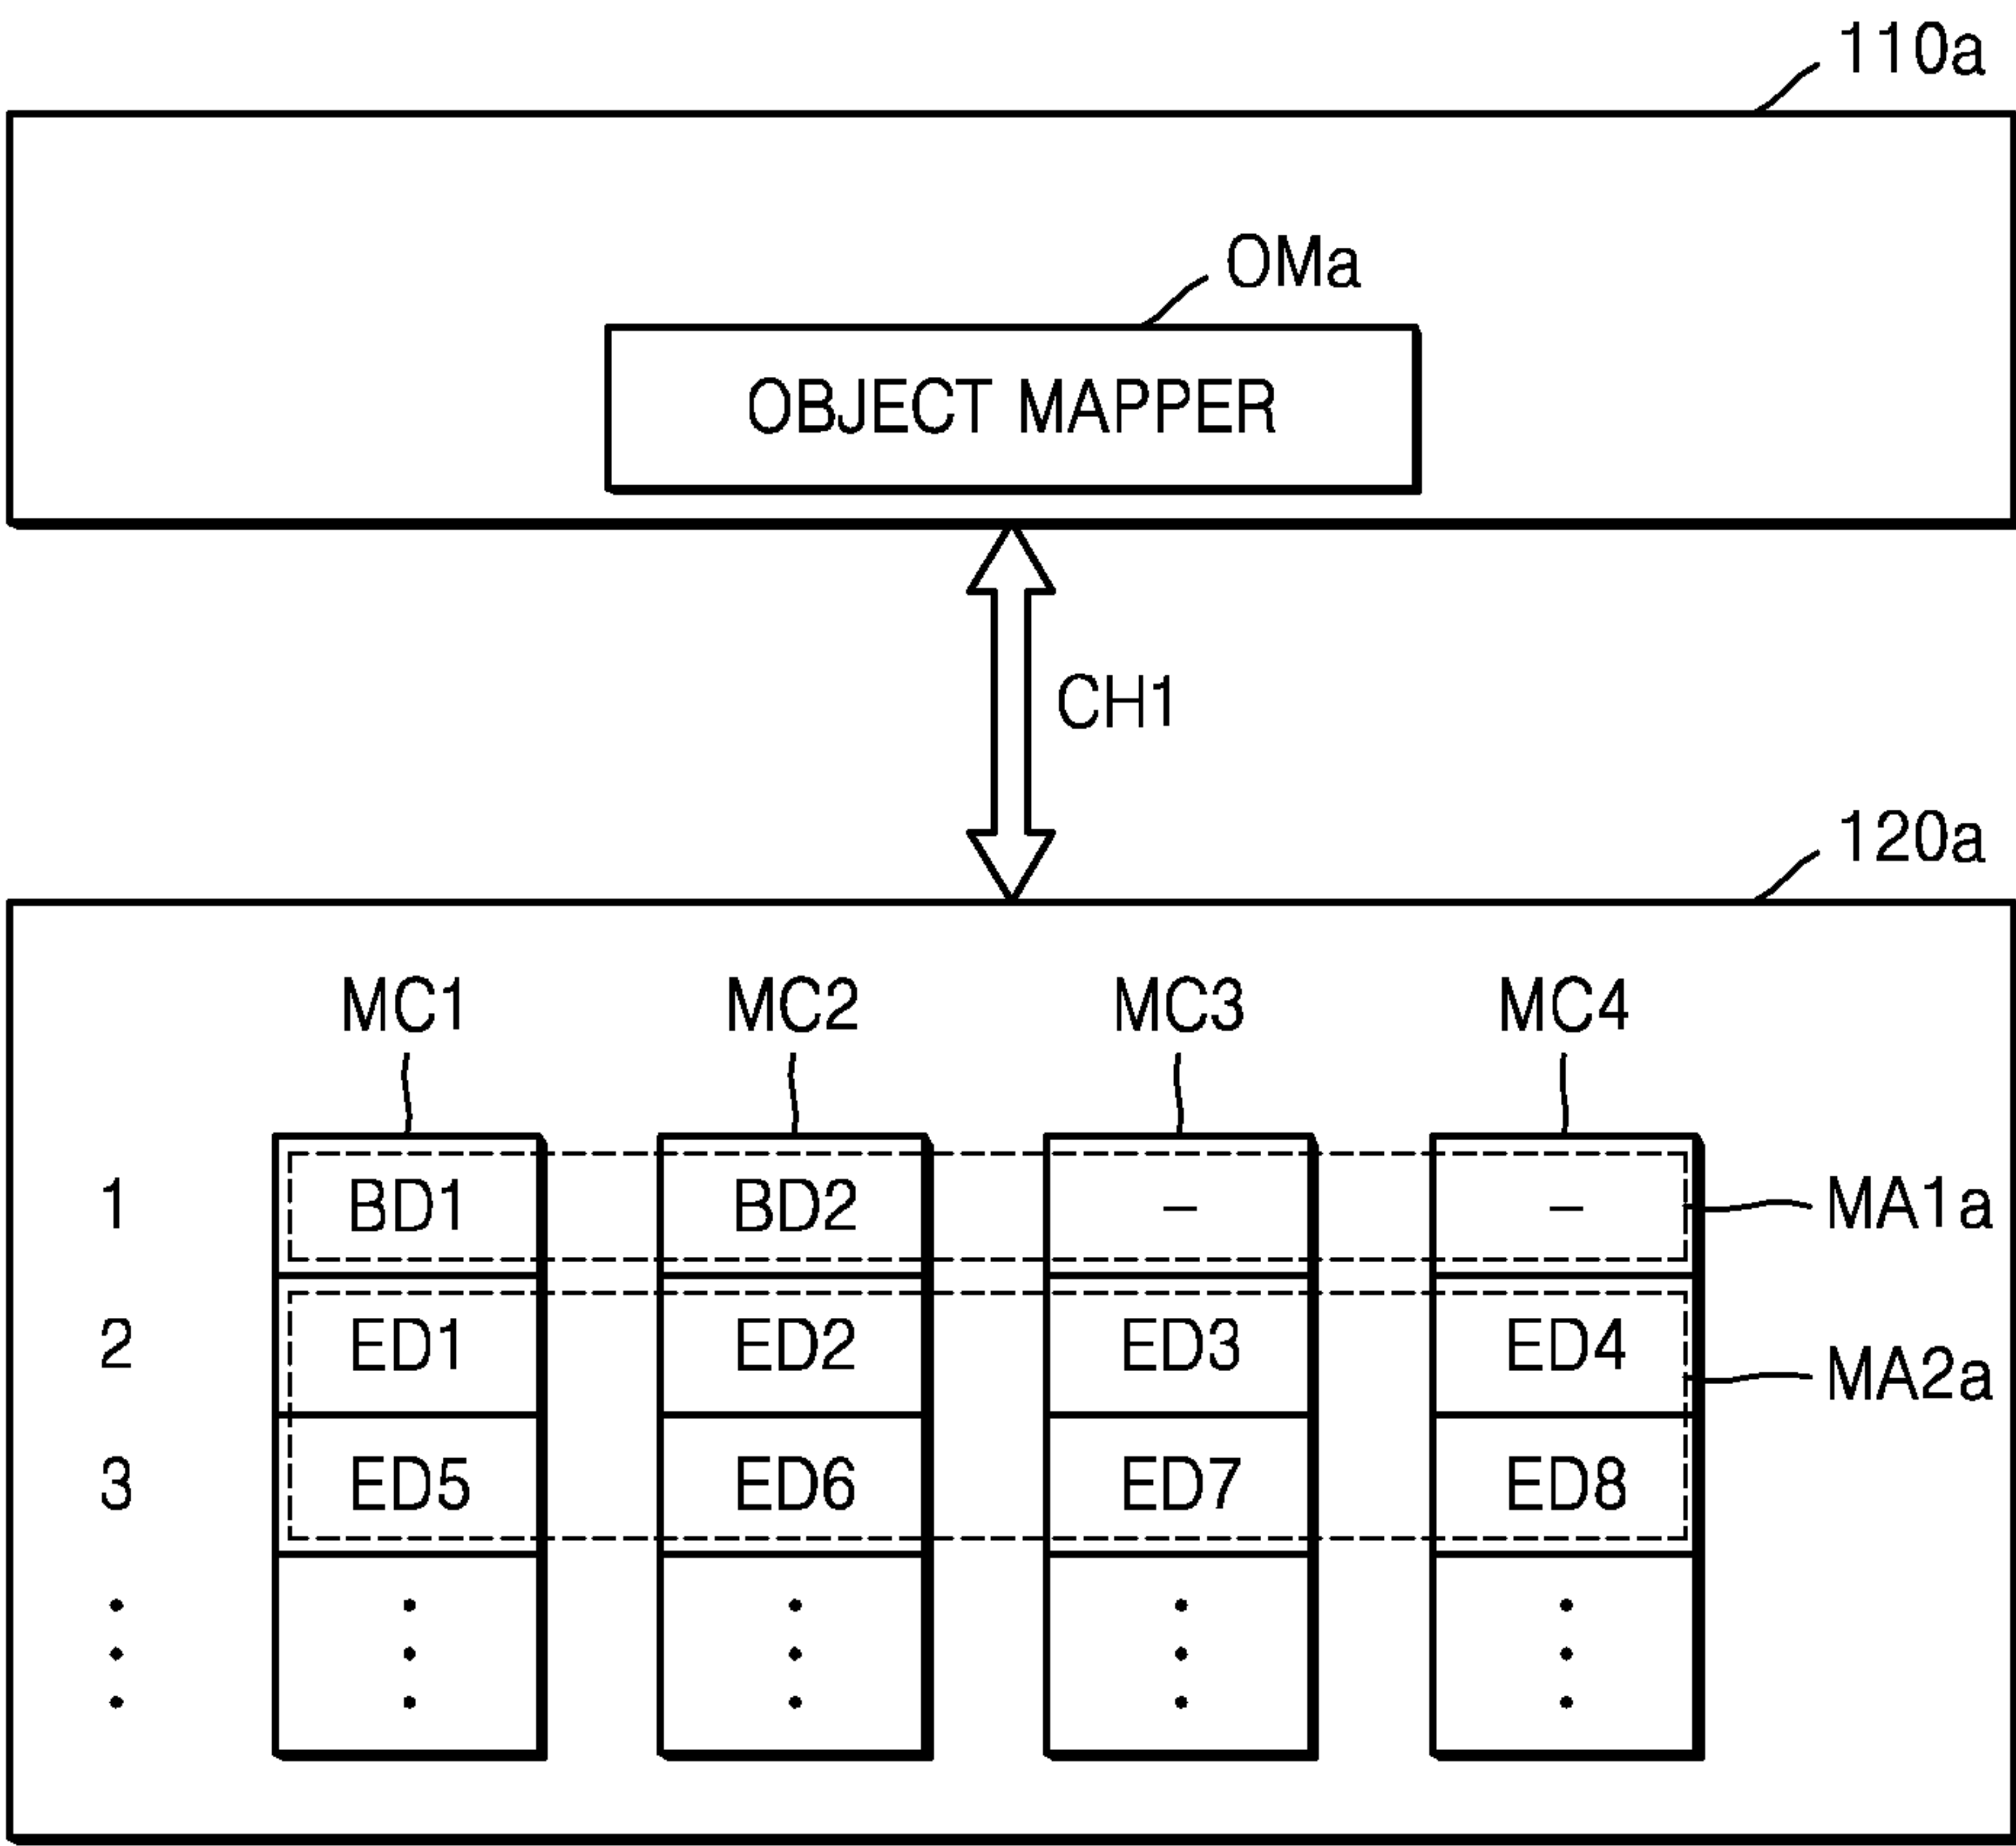 110a
OMa
OBJECT MAPPER
CH1
120a
MC1 MC2 MC3 MC4
1 BD1 BD2 – – MA1a
2 ED1 ED2 ED3 ED4
MA2a
3 ED5 ED6 ED7 ED8